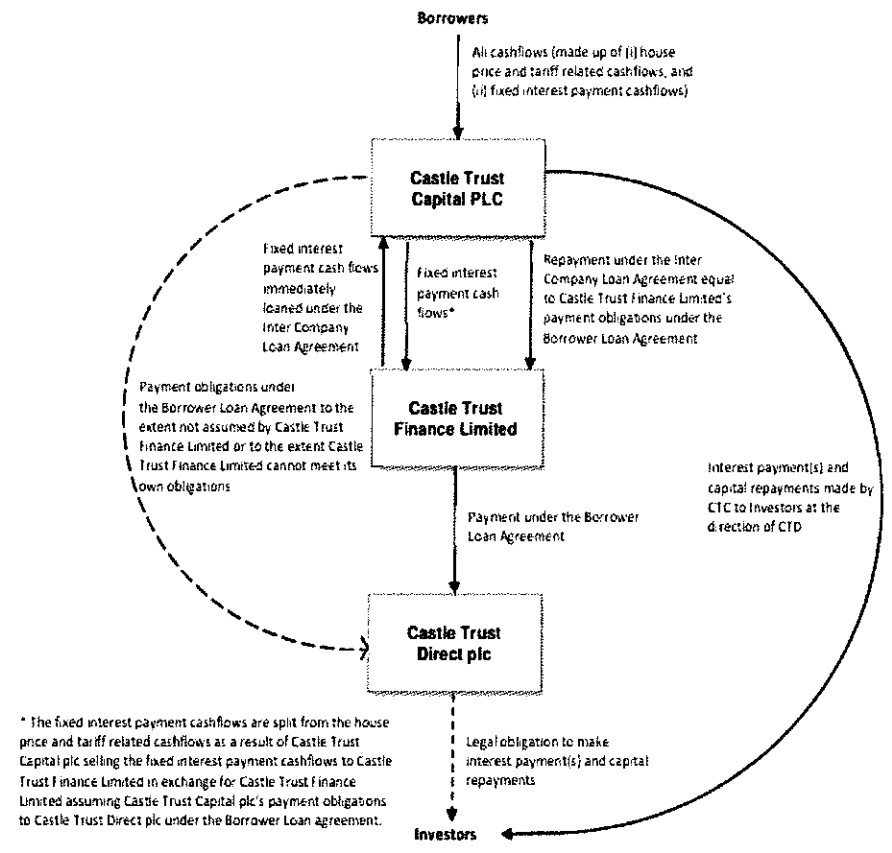 Borrowers
All cashflows (made up of (i) house
price and tariff related cashflows, and
(ii) fixed interest payment cashflows)
Castle Trust
Capital PLC
Fixed interest
payment cash flows
immediately
loaned under the
Inter Company
Loan Agreement
Fixed interest
payment cash
flows*
Repayment under the Inter
Company Loan Agreement equal
to Castle Trust Finance Limited's
payment obligations under the
Borrower Loan Agreement
Payment obligations under
the Borrower Loan Agreement to the
extent not assumed by Castle Trust
Finance Limited or to the extent Castle
Trust Finance Limited cannot meet its
own obligations
Castle Trust
Finance Limited
Interest payment(s) and
capital repayments made by
CTC to Investors at the
direction of CTD
Payment under the Borrower
Loan Agreement
Castle Trust
Direct plc
* The fixed interest payment cashflows are split from the house
price and tariff related cashflows as a result of Castle Trust
Capital plc selling the fixed interest payment cashflows to Castle
Trust Finance Limited in exchange for Castle Trust Finance
Limited assuming Castle Trust Capital plc's payment obligations
to Castle Trust Direct plc under the Borrower Loan agreement.
Legal obligation to make
interest payment(s) and capital
repayments
Investors